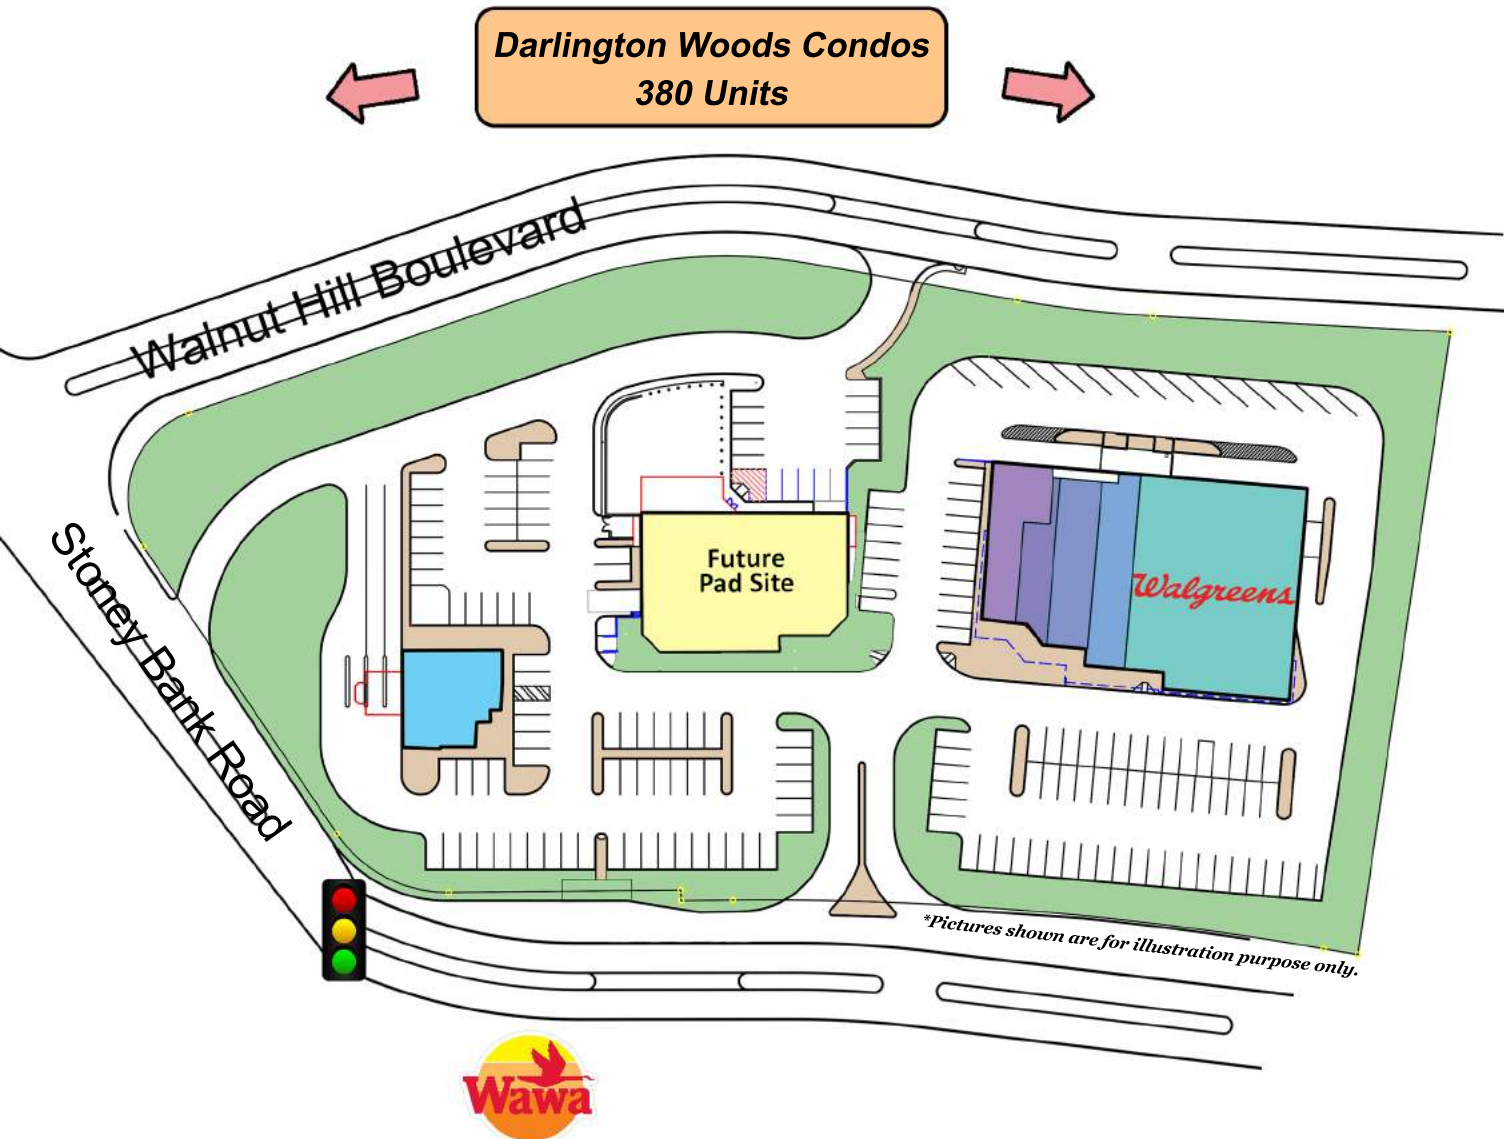 Darlington Woods Condos
380 Units
Walnut Hill Boulevard
Stoney Bank Road
Future
Pad Site
Walgreens
*Pictures shown are for illustration purpose only.
Wawa